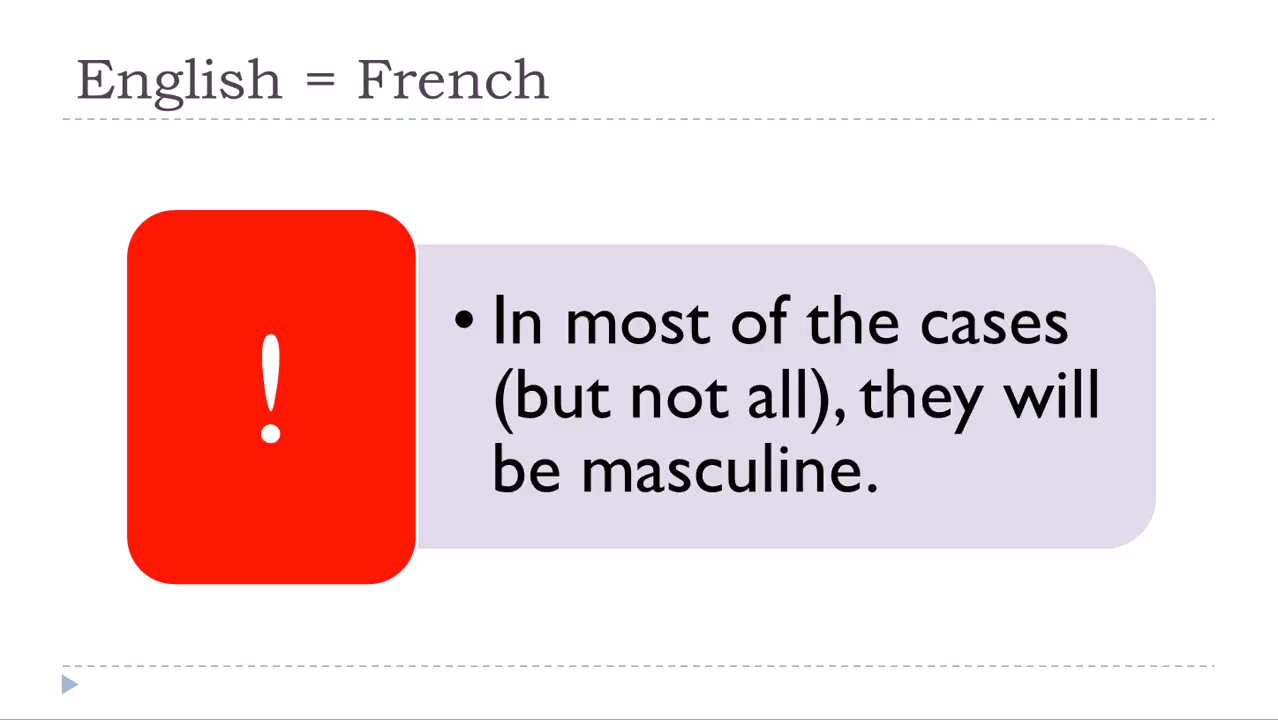 English = French
!
• In most of the cases
(but not all), they will
be masculine.